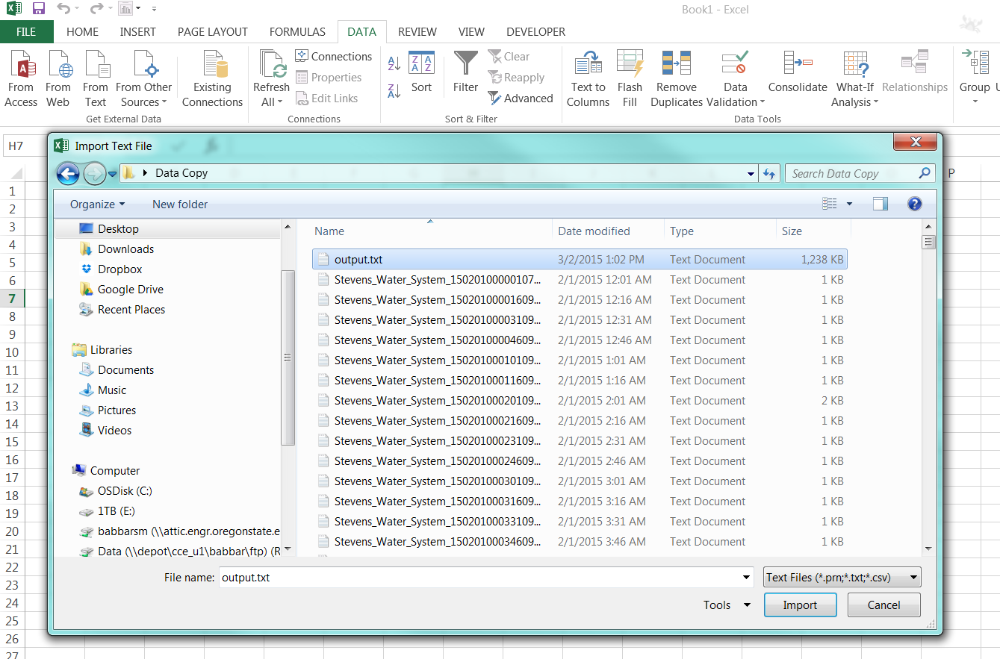 Book1 - Excel
FILE HOME INSERT PAGE LAYOUT FORMULAS DATA REVIEW VIEW DEVELOPER
From Access
From Web
From Text
From Other Sources
Existing Connections
Get External Data
Refresh All
Connections
Properties
Edit Links
Connections
Sort
Filter
Clear
Reapply
Advanced
Sort & Filter
Text to Columns
Flash Fill
Remove Duplicates
Data Validation
Consolidate
What-If Analysis
Relationships
Data Tools
Group
H7
Import Text File
Data Copy
Search Data Copy
P
Organize New folder
Desktop
Downloads
Dropbox
Google Drive
Recent Places
Libraries
Documents
Music
Pictures
Videos
Computer
OSDisk (C:)
1TB (E:)
babbarsm (\\attic.engr.oregonstate.e
Data (\\depot\cce_u1\babbar\ftp) (R
Name Date modified Type Size
output.txt 3/2/2015 1:02 PM Text Document 1,238 KB
Stevens_Water_System_15020100000107... 2/1/2015 12:01 AM Text Document 1 KB
Stevens_Water_System_15020100001609... 2/1/2015 12:16 AM Text Document 1 KB
Stevens_Water_System_15020100003109... 2/1/2015 12:31 AM Text Document 1 KB
Stevens_Water_System_15020100004609... 2/1/2015 12:46 AM Text Document 1 KB
Stevens_Water_System_15020100010109... 2/1/2015 1:01 AM Text Document 1 KB
Stevens_Water_System_15020100011609... 2/1/2015 1:16 AM Text Document 1 KB
Stevens_Water_System_15020100020109... 2/1/2015 2:01 AM Text Document 2 KB
Stevens_Water_System_15020100021609... 2/1/2015 2:16 AM Text Document 1 KB
Stevens_Water_System_15020100023109... 2/1/2015 2:31 AM Text Document 1 KB
Stevens_Water_System_15020100024609... 2/1/2015 2:46 AM Text Document 1 KB
Stevens_Water_System_15020100030109... 2/1/2015 3:01 AM Text Document 1 KB
Stevens_Water_System_15020100031609... 2/1/2015 3:16 AM Text Document 1 KB
Stevens_Water_System_15020100033109... 2/1/2015 3:31 AM Text Document 1 KB
Stevens_Water_System_15020100034609... 2/1/2015 3:46 AM Text Document 1 KB
File name: output.txt Text Files (*.prn;*.txt;*.csv)
Tools Import Cancel
1
2
3
4
5
6
7
8
9
10
11
12
13
14
15
16
17
18
19
20
21
22
23
24
25
26
27